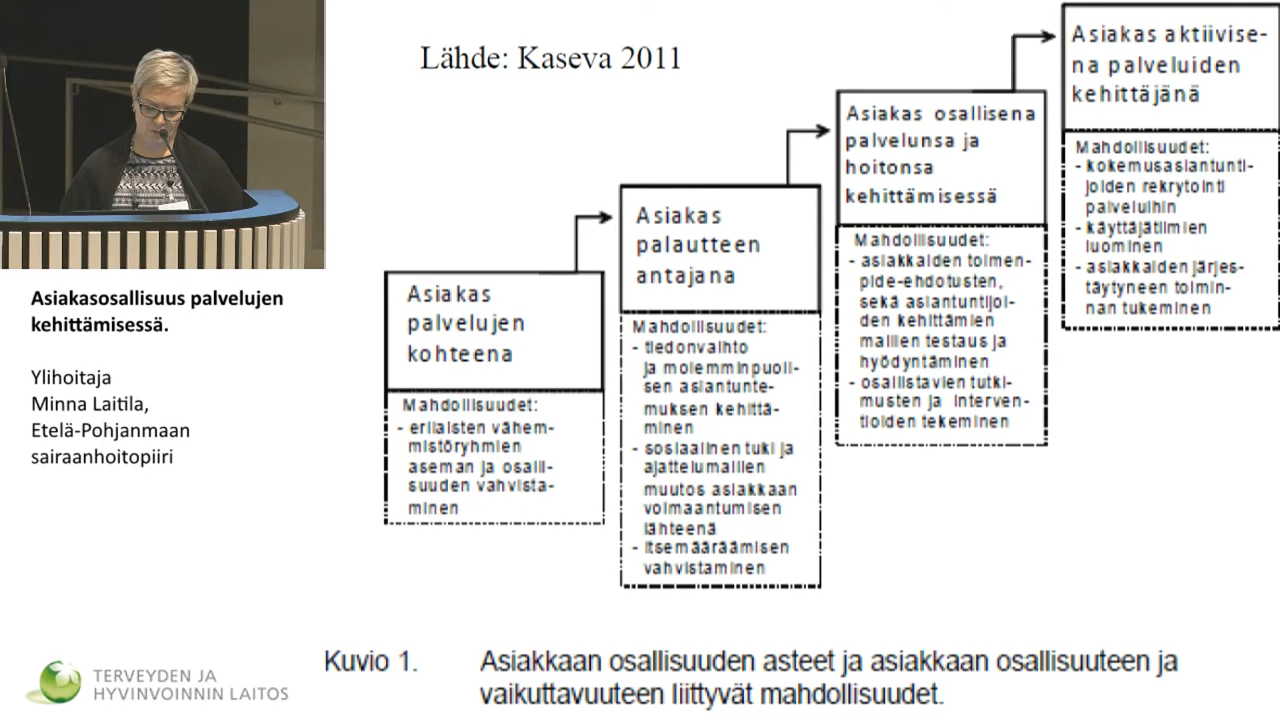 Lähde: Kaseva 2011
Asiakasosallisuus palvelujen
kehittämisessä.
Ylihoitaja
Minna Laitila,
Etelä-Pohjanmaan
sairaanhoitopiiri
Asiakas
palvelujen
kohteena
Mahdollisuudet:
- erilaisten vähem-
mistöryhmien
aseman ja osalli-
suuden vahvista-
minen
Asiakas
palautteen
antajana
Mahdollisuudet:
- tiedonvaihto
ja molemminpuoli-
sen asiantunte-
muksen kehittä-
minen
- sosiaalinen tuki ja
ajattelumallien
muutos asiakkaan
voimaantumisen
lähteenä
- itsemääräämisen
vahvistaminen
Asiakas osallisena
palvelunsa ja
hoitonsa
kehittämisessä
Mahdollisuudet:
- asiakkaiden toimen-
pide-ehdotusten,
sekä asiantuntijoi-
den kehittämien
mallien testaus ja
hyödyntäminen
- osallistavien tutki-
musten ja interven-
tioiden tekeminen
Asiakas aktiivise-
na palveluiden
kehittäjänä
Mahdollisuudet:
- kokemusasiantunti-
joiden rekrytointi
palveluihin
- käyttäjätiimien
luominen
- asiakkaiden järjes-
täytyneen toimin-
nan tukeminen
Kuvio 1. Asiakkaan osallisuuden asteet ja asiakkaan osallisuuteen ja
vaikuttavuuteen liittyvät mahdollisuudet.
TERVEYDEN JA
HYVINVOINNIN LAITOS